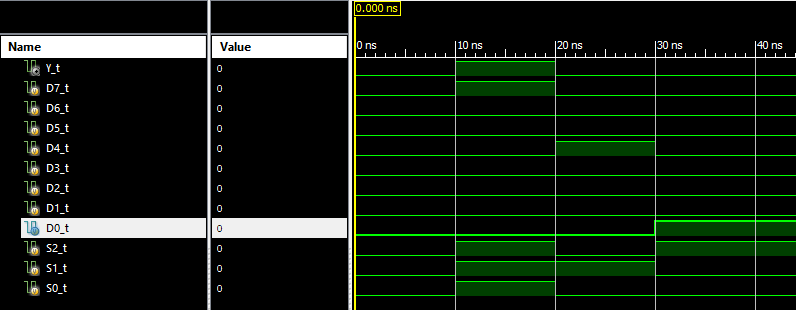 0.000 ns
Name Value
0 ns 10 ns 20 ns 30 ns 40 ns
Y_t 0
D7_t 0
D6_t 0
D5_t 0
D4_t 0
D3_t 0
D2_t 0
D1_t 0
D0_t 0
S2_t 0
S1_t 0
S0_t 0